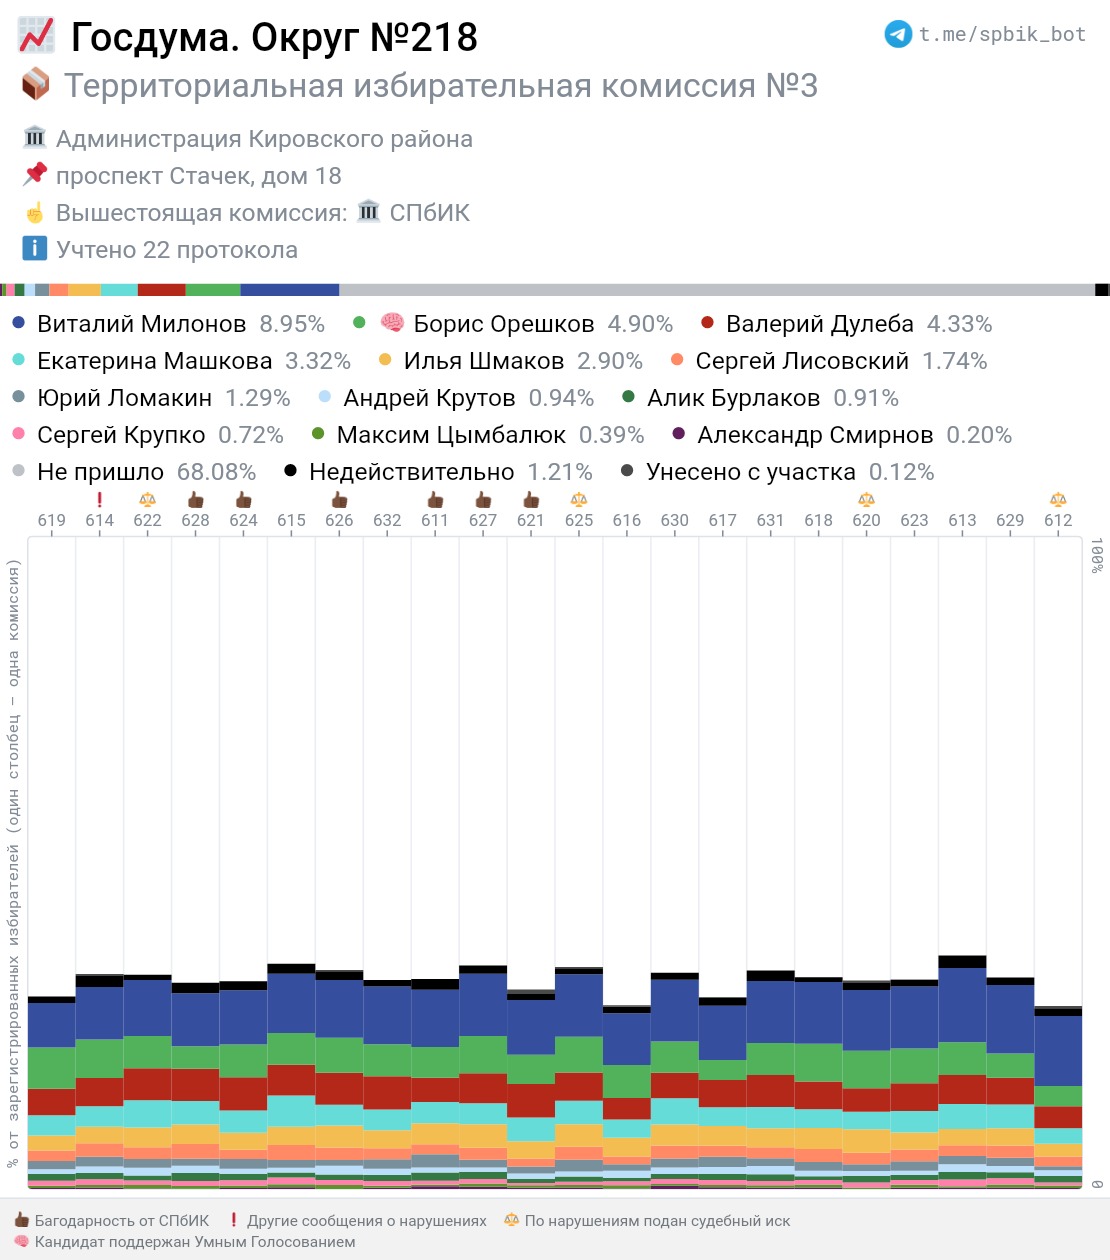 Госдума. Округ №218
t.me/spbik_bot
Территориальная избирательная комиссия №3
Администрация Кировского района
проспект Стачек, дом 18
Вышестоящая комиссия: СПбИК
Учтено 22 протокола
Виталий Милонов 8.95% Борис Орешков 4.90% Валерий Дулеба 4.33%
Екатерина Машкова 3.32% Илья Шмаков 2.90% Сергей Лисовский 1.74%
Юрий Ломакин 1.29% Андрей Крутов 0.94% Алик Бурлаков 0.91%
Сергей Крупко 0.72% Максим Цымбалюк 0.39% Александр Смирнов 0.20%
Не пришло 68.08% Недействительно 1.21% Унесено с участка 0.12%
619 614 622 628 624 615 626 632 611 627 621 625 616 630 617 631 618 620 623 613 629 612
100%
% от зарегистрированных избирателей (один столбец — одна комиссия)
0
Багодарность от СПбИК Другие сообщения о нарушениях По нарушениям подан судебный иск
Кандидат поддержан Умным Голосованием